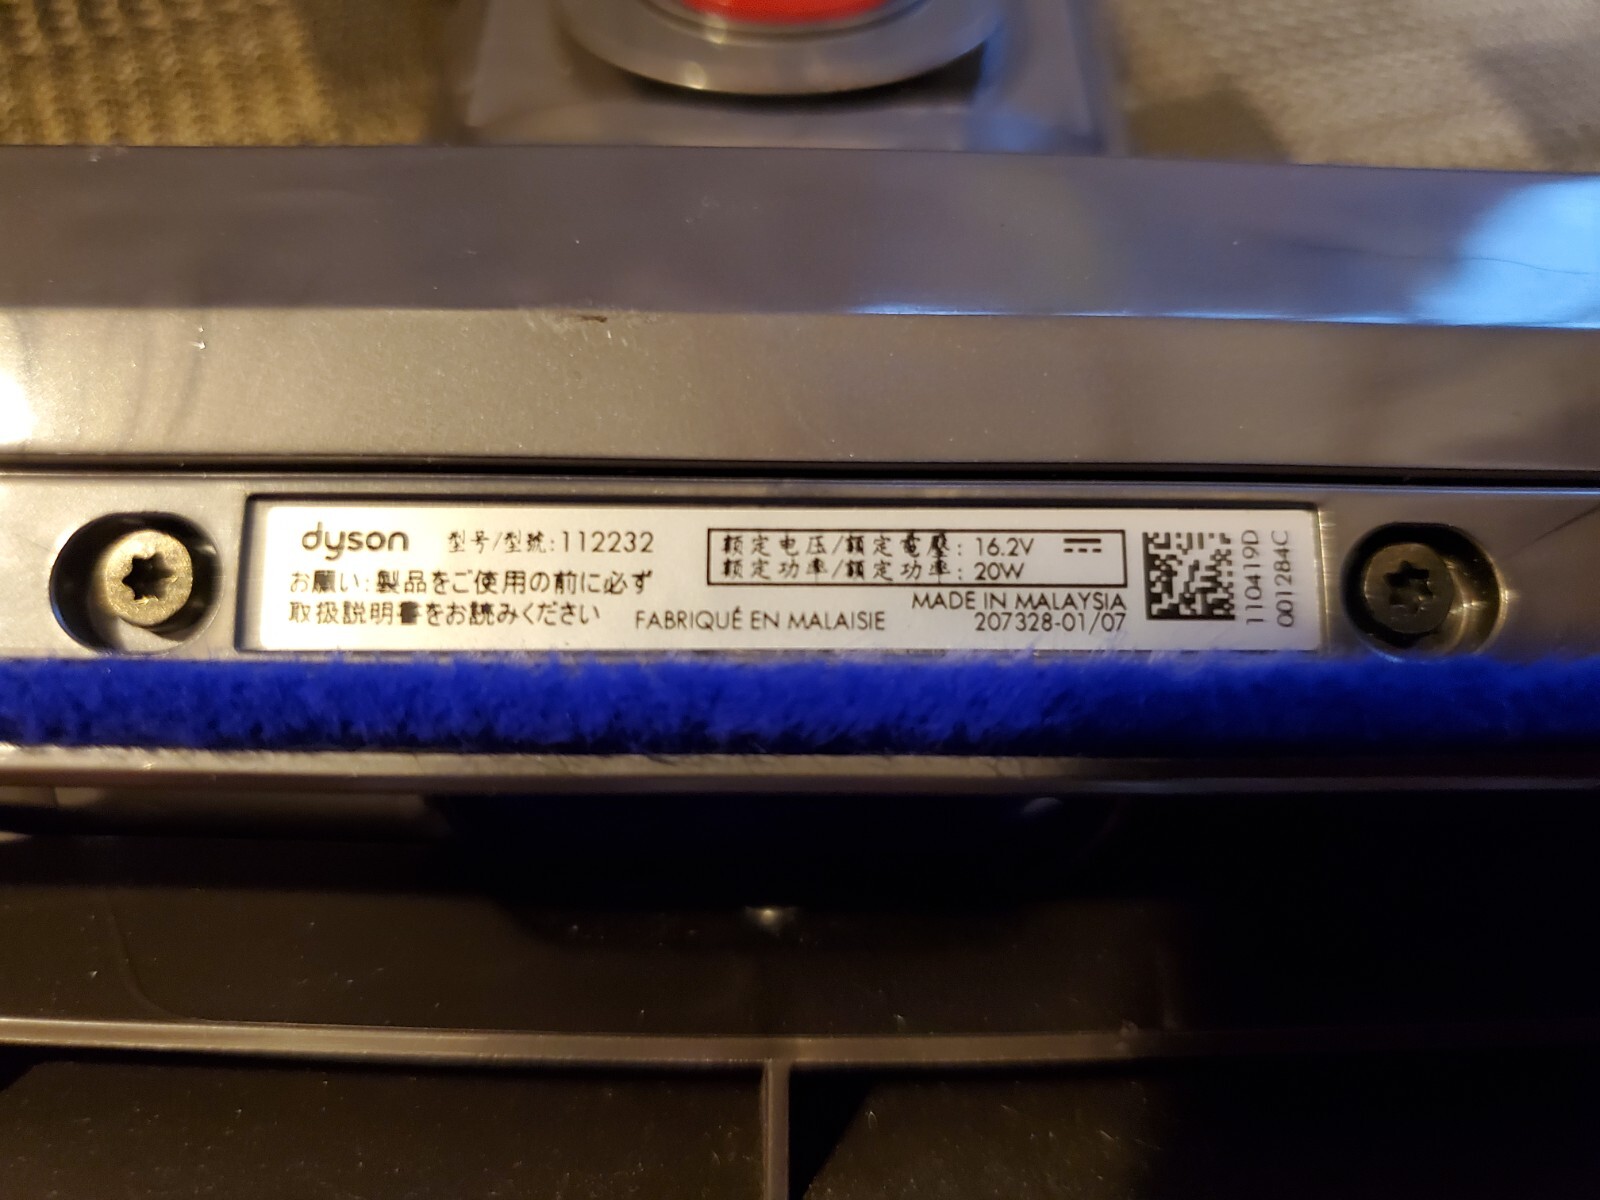 dyson 型号/型號:112232
お願い:製品をご使用の前に必ず
取扱説明書をお読みください
FABRIQUÉ EN MALAISIE
额定电压/額定電壓: 16.2V
额定功率/額定功率: 20W
MADE IN MALAYSIA
207328-01/07
110419D
001284C